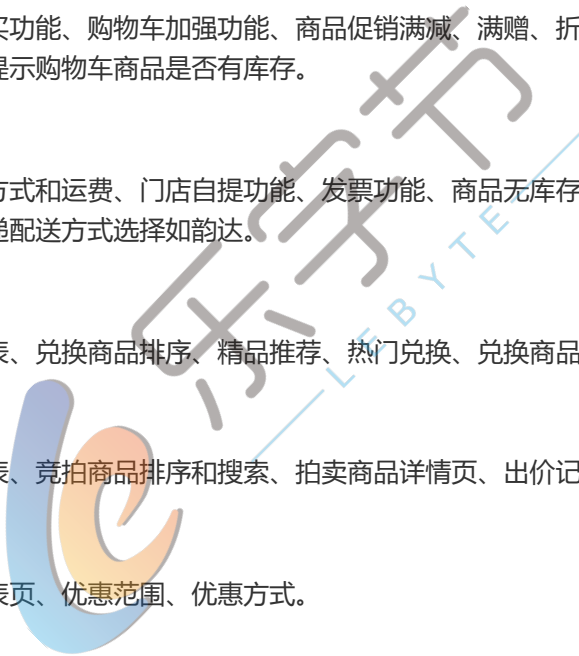 买功能、购物车加强功能、商品促销满减、满赠、折
提示购物车商品是否有库存。
方式和运费、门店自提功能、发票功能、商品无库存
递配送方式选择如韵达。
表、兑换商品排序、精品推荐、热门兑换、兑换商品
表、竞拍商品排序和搜索、拍卖商品详情页、出价记
表页、优惠范围、优惠方式。
乐字节
LEBYTE